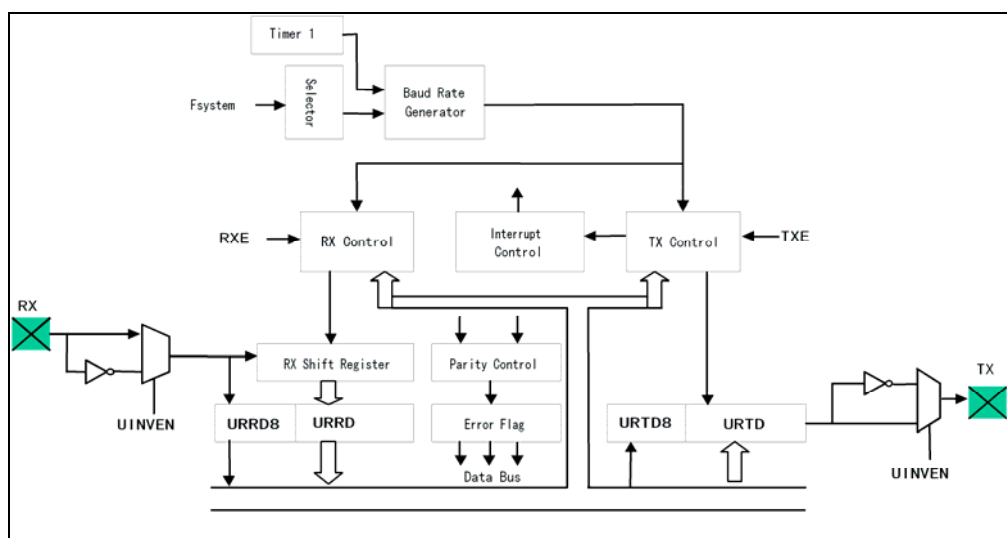 Timer 1
Fsystem
Selector
Baud Rate
Generator
RXE
RX Control
Interrupt
Control
TX Control
TXE
RX
RX Shift Register
Parity Control
TX
UINVEN
URRD8
URRD
Error Flag
URTD8
URTD
UINVEN
Data Bus